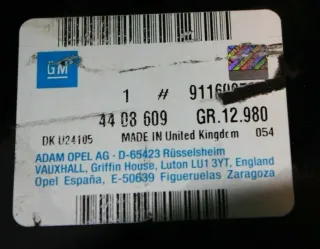 GM
1 #
44 08 609 GR.12.980
DK U24105 MADE IN United Kingdom 054
ADAM OPEL AG - D-65423 Rüsselsheim
VAUXHALL, Griffin House, Luton LU1 3YT, England
Opel España, E-50639 Figueruelas Zaragoza